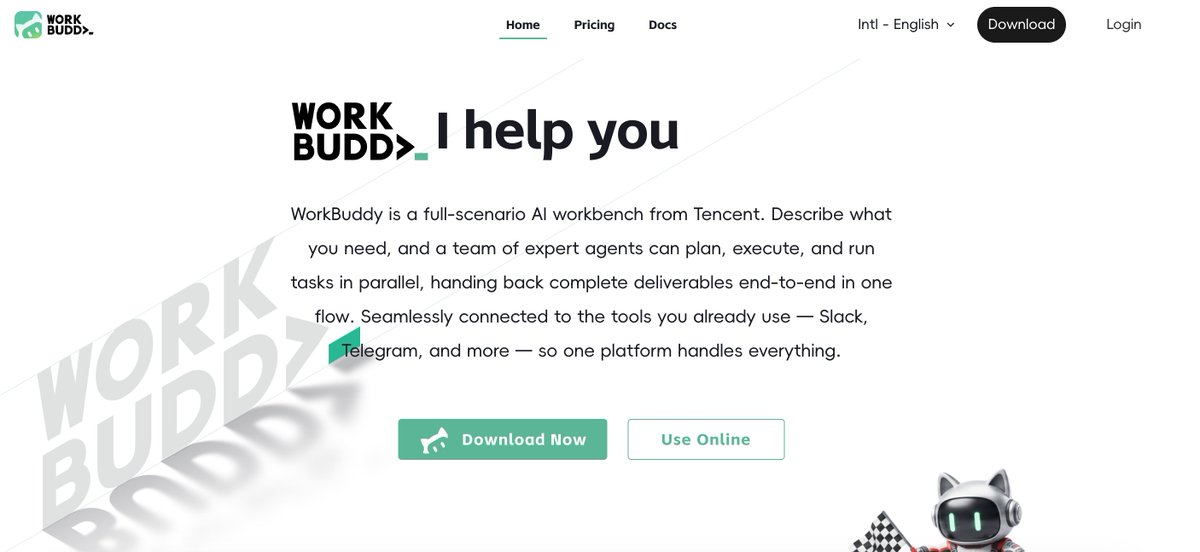 WORK
BUDD>_
Home
Pricing
Docs
Intl - English
Download
Login
WORK
BUDD>_
I help you
WorkBuddy is a full-scenario AI workbench from Tencent. Describe what
you need, and a team of expert agents can plan, execute, and run
tasks in parallel, handing back complete deliverables end-to-end in one
flow. Seamlessly connected to the tools you already use — Slack,
Telegram, and more — so one platform handles everything.
WORK
BUDD>_
Download Now
Use Online